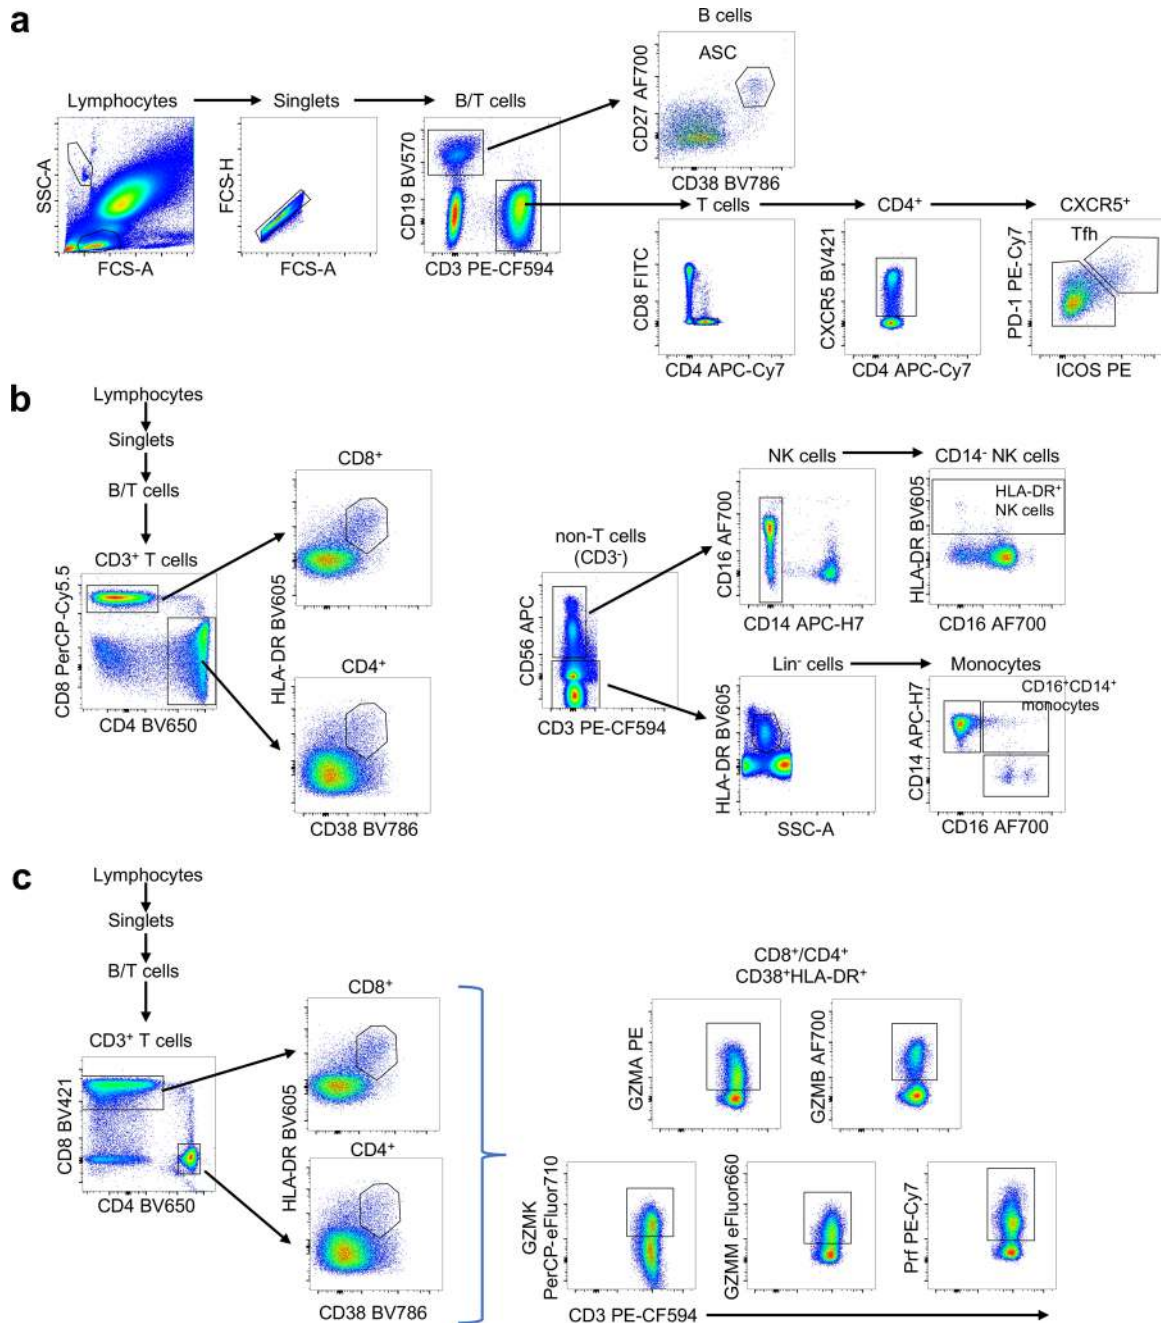 a
B cells
ASC
CD27 AF700
CD38 BV786
Lymphocytes
Singlets
B/T cells
SSC-A
FCS-A
FCS-H
FCS-A
CD19 BV570
CD3 PE-CF594
T cells
CD4⁺
CXCR5⁺
CD8 FITC
CD4 APC-Cy7
CXCR5 BV421
CD4 APC-Cy7
Tfh
PD-1 PE-Cy7
ICOS PE
b
Lymphocytes
Singlets
B/T cells
CD3⁺ T cells
CD8 PerCP-Cy5.5
CD4 BV650
CD8⁺
HLA-DR BV605
CD4⁺
CD38 BV786
non-T cells
(CD3⁻)
CD56 APC
CD3 PE-CF594
NK cells
CD16 AF700
CD14 APC-H7
CD14⁻ NK cells
HLA-DR⁺
NK cells
HLA-DR BV605
CD16 AF700
Lin⁻ cells
HLA-DR BV605
SSC-A
Monocytes
CD16⁺CD14⁺
monocytes
CD14 APC-H7
CD16 AF700
c
Lymphocytes
Singlets
B/T cells
CD3⁺ T cells
CD8 BV421
CD4 BV650
CD8⁺
HLA-DR BV605
CD4⁺
CD38 BV786
CD8⁺/CD4⁺
CD38⁺HLA-DR⁺
GZMA PE
GZMB AF700
GZMK
PerCP-eFluor710
GZMM eFluor660
Prf PE-Cy7
CD3 PE-CF594